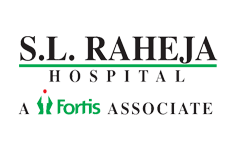 S.L. RAHEJA
HOSPITAL
A Fortis ASSOCIATE